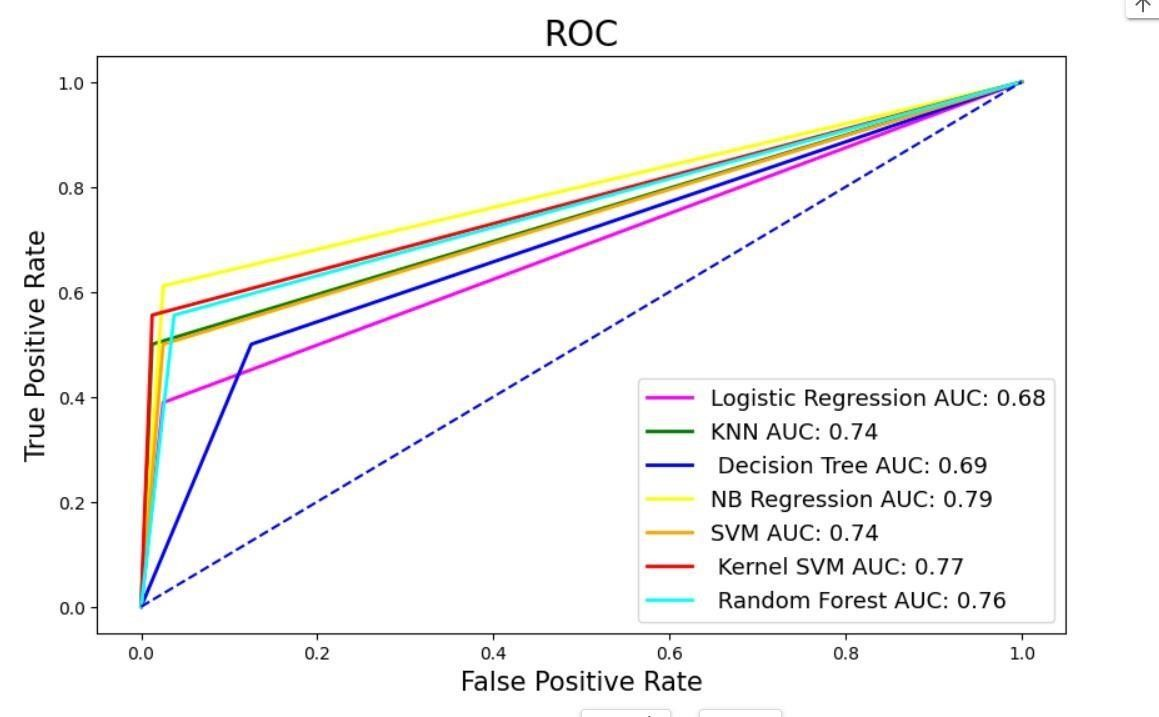 ROC
1.0
0.8
0.6
0.4
0.2
0.0
True Positive Rate
Logistic Regression AUC: 0.68
KNN AUC: 0.74
Decision Tree AUC: 0.69
NB Regression AUC: 0.79
SVM AUC: 0.74
Kernel SVM AUC: 0.77
Random Forest AUC: 0.76
0.0 0.2 0.4 0.6 0.8 1.0
False Positive Rate